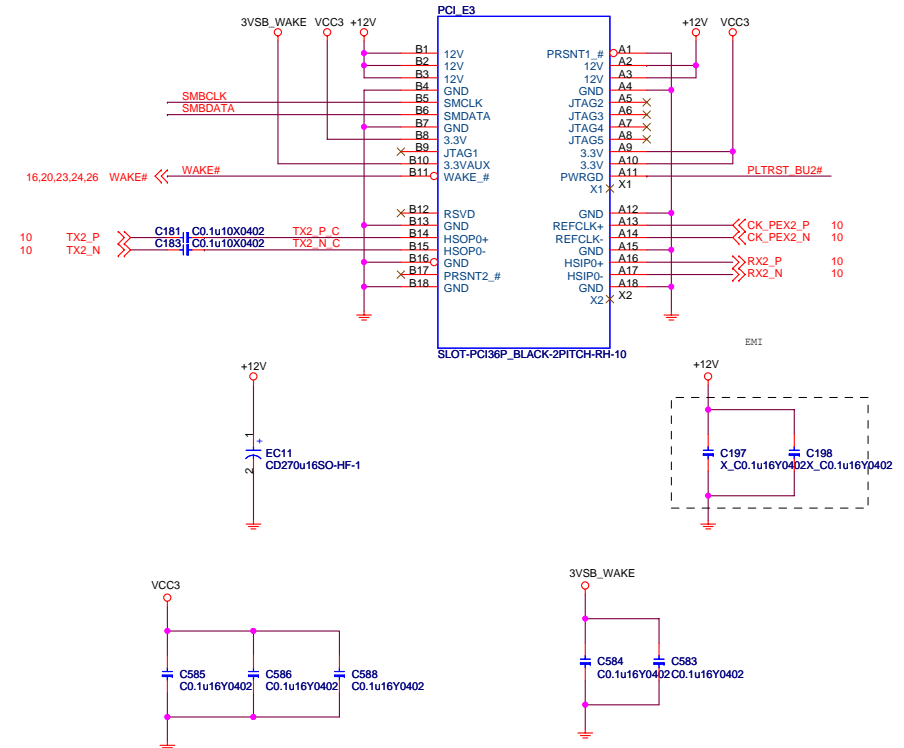 PCI_E3
3VSB_WAKE VCC3 +12V
+12V VCC3
B1 12V PRSNT1_# A1
B2 12V 12V A2
B3 12V 12V A3
B4 GND GND A4
SMBCLK B5 SMCLK JTAG2 A5
SMBDATA B6 SMDATA JTAG3 A6
B7 GND JTAG4 A7
B8 3.3V JTAG5 A8
B9 JTAG1 3.3V A9
B10 3.3VAUX 3.3V A10
16,20,23,24,26 WAKE# WAKE# B11 WAKE_# PWRGD A11 PLTRST_BU2#
X1 X1
B12 RSVD GND A12
B13 GND REFCLK+ A13 CK_PEX2_P 10
10 TX2_P C181 C0.1u10X0402 TX2_P_C B14 HSOP0+ REFCLK- A14 CK_PEX2_N 10
10 TX2_N C183 C0.1u10X0402 TX2_N_C B15 HSOP0- GND A15
B16 GND HSIP0+ A16 RX2_P 10
B17 PRSNT2_# HSIP0- A17 RX2_N 10
B18 GND GND A18
X2 X2
SLOT-PCI36P_BLACK-2PITCH-RH-10
EMI
+12V
+12V
1
+
EC11
CD270u16SO-HF-1
2
C197
X_C0.1u16Y0402
C198
X_C0.1u16Y0402
VCC3
3VSB_WAKE
C585
C0.1u16Y0402
C586
C0.1u16Y0402
C588
C0.1u16Y0402
C584
C0.1u16Y0402
C583
C0.1u16Y0402